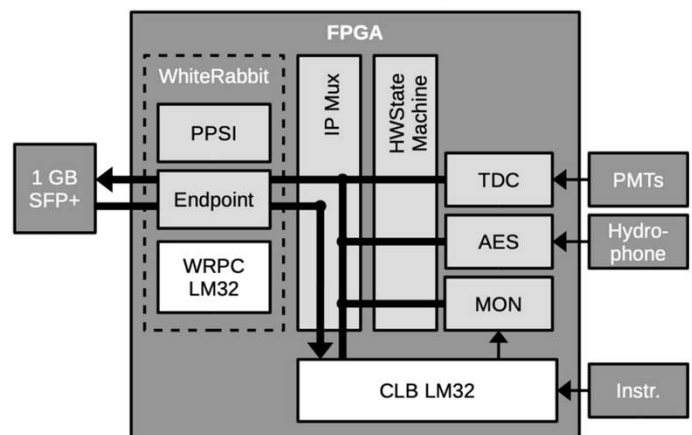 FPGA
WhiteRabbit
PPSI
Endpoint
WRPC
LM32
1 GB
SFP+
IP Mux
HWState
Machine
TDC
AES
MON
CLB LM32
PMTs
Hydro-
phone
Instr.